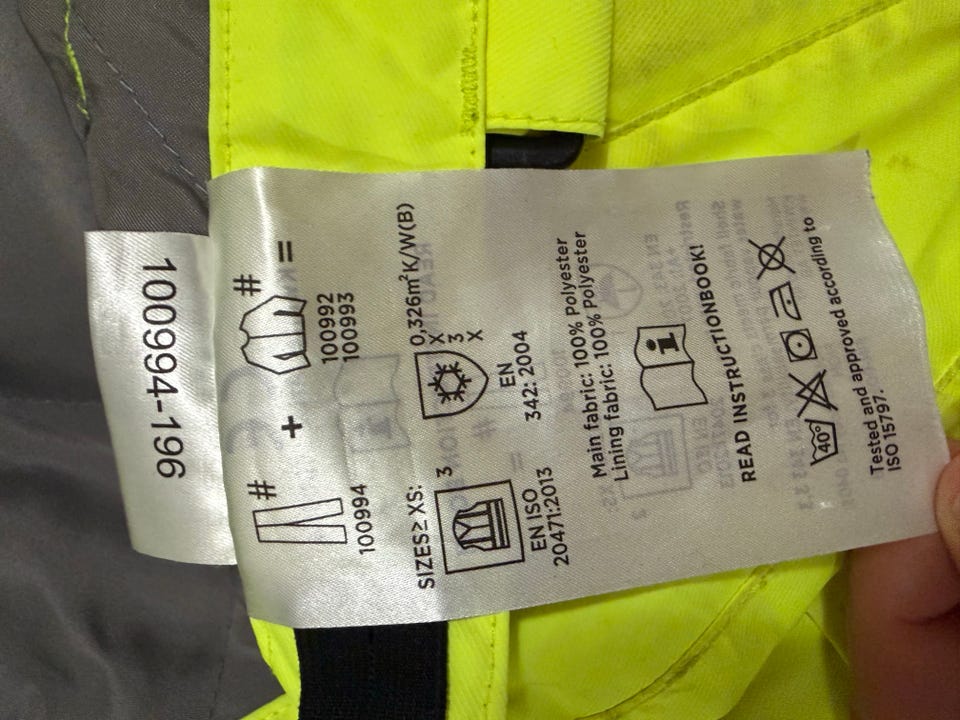 100994-196
# + # =
100994
100992
100993
SIZES≥ XS:
3
EN ISO
20471:2013
0,326m²K/W(B)
X
3
X
EN
342: 2004
Main fabric: 100% Polyester
Lining fabric: 100% Polyester
i
READ INSTRUCTIONBOOK!
40°
Tested and approved according to
ISO 15797.